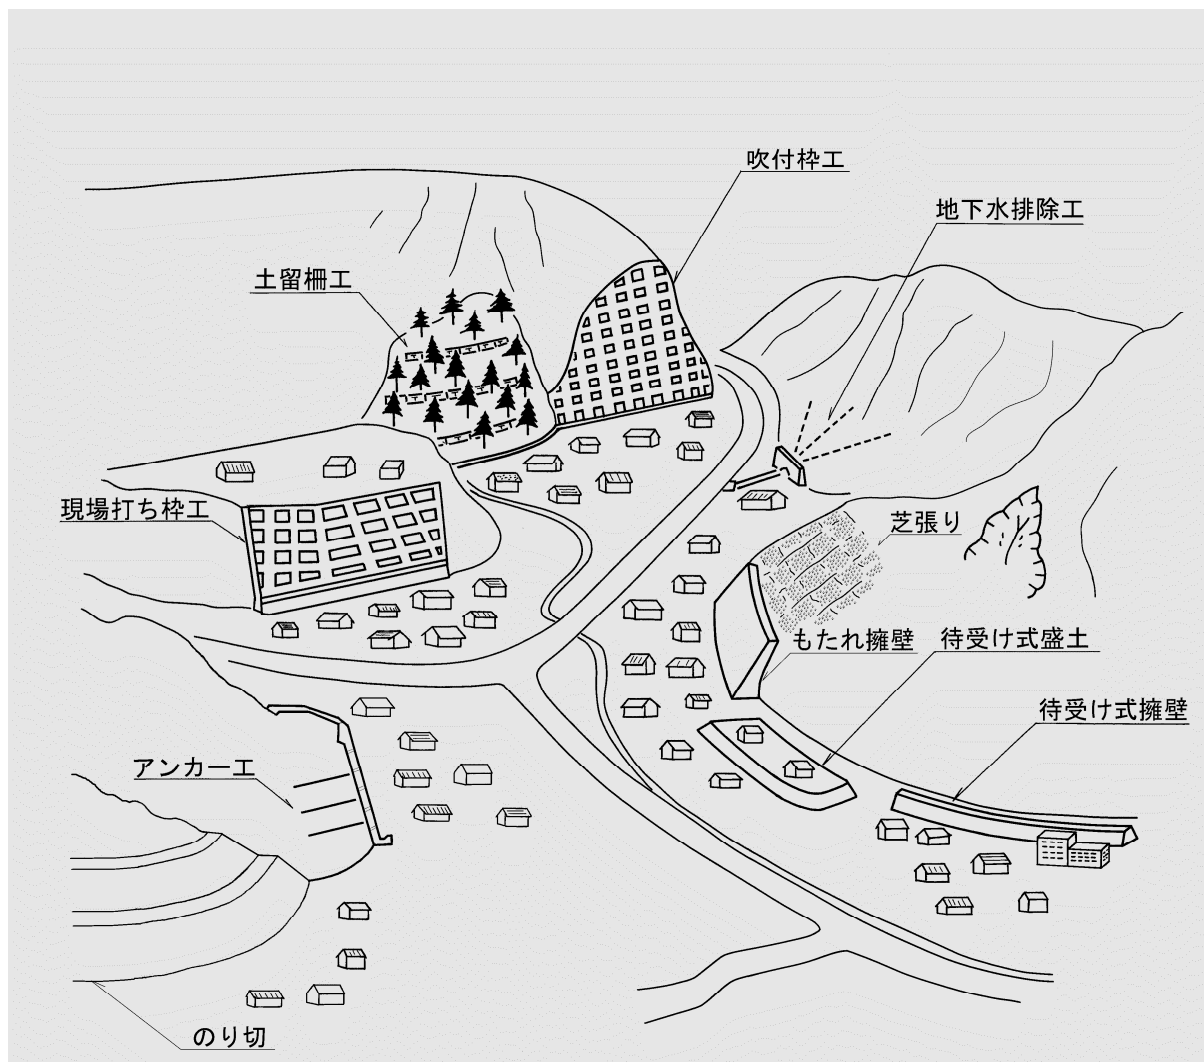 吹付枠工
地下水排除工
土留柵工
現場打ち枠工
芝張り
もたれ擁壁
待受け式盛土
待受け式擁壁
アンカー工
のり切